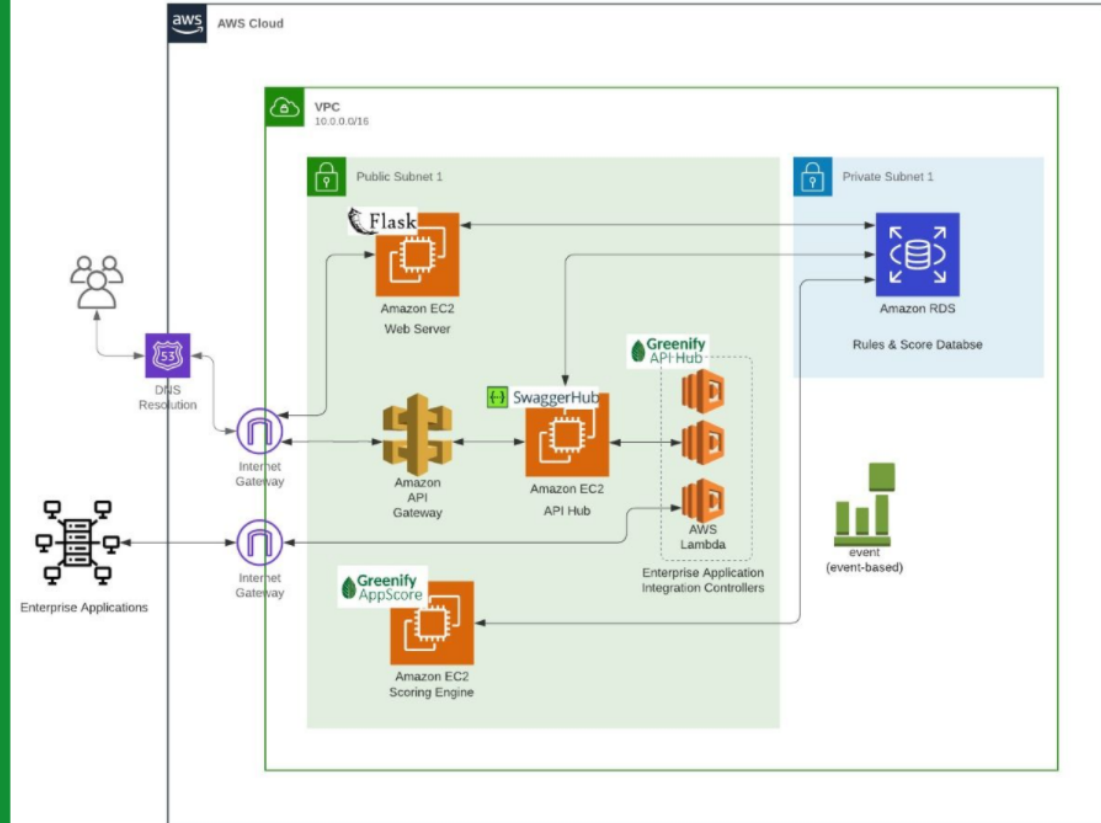 aws
AWS Cloud
VPC
10.0.0.0/16
Public Subnet 1
Private Subnet 1
Flask
Amazon EC2
Web Server
Amazon RDS
Rules & Score Databse
53
DNS
Resolution
Internet
Gateway
Amazon
API
Gateway
{-} SwaggerHub
Amazon EC2
API Hub
Greenify
API Hub
AWS
Lambda
Enterprise Application
Integration Controllers
event
(event-based)
Enterprise Applications
Internet
Gateway
Greenify
AppScore
Amazon EC2
Scoring Engine